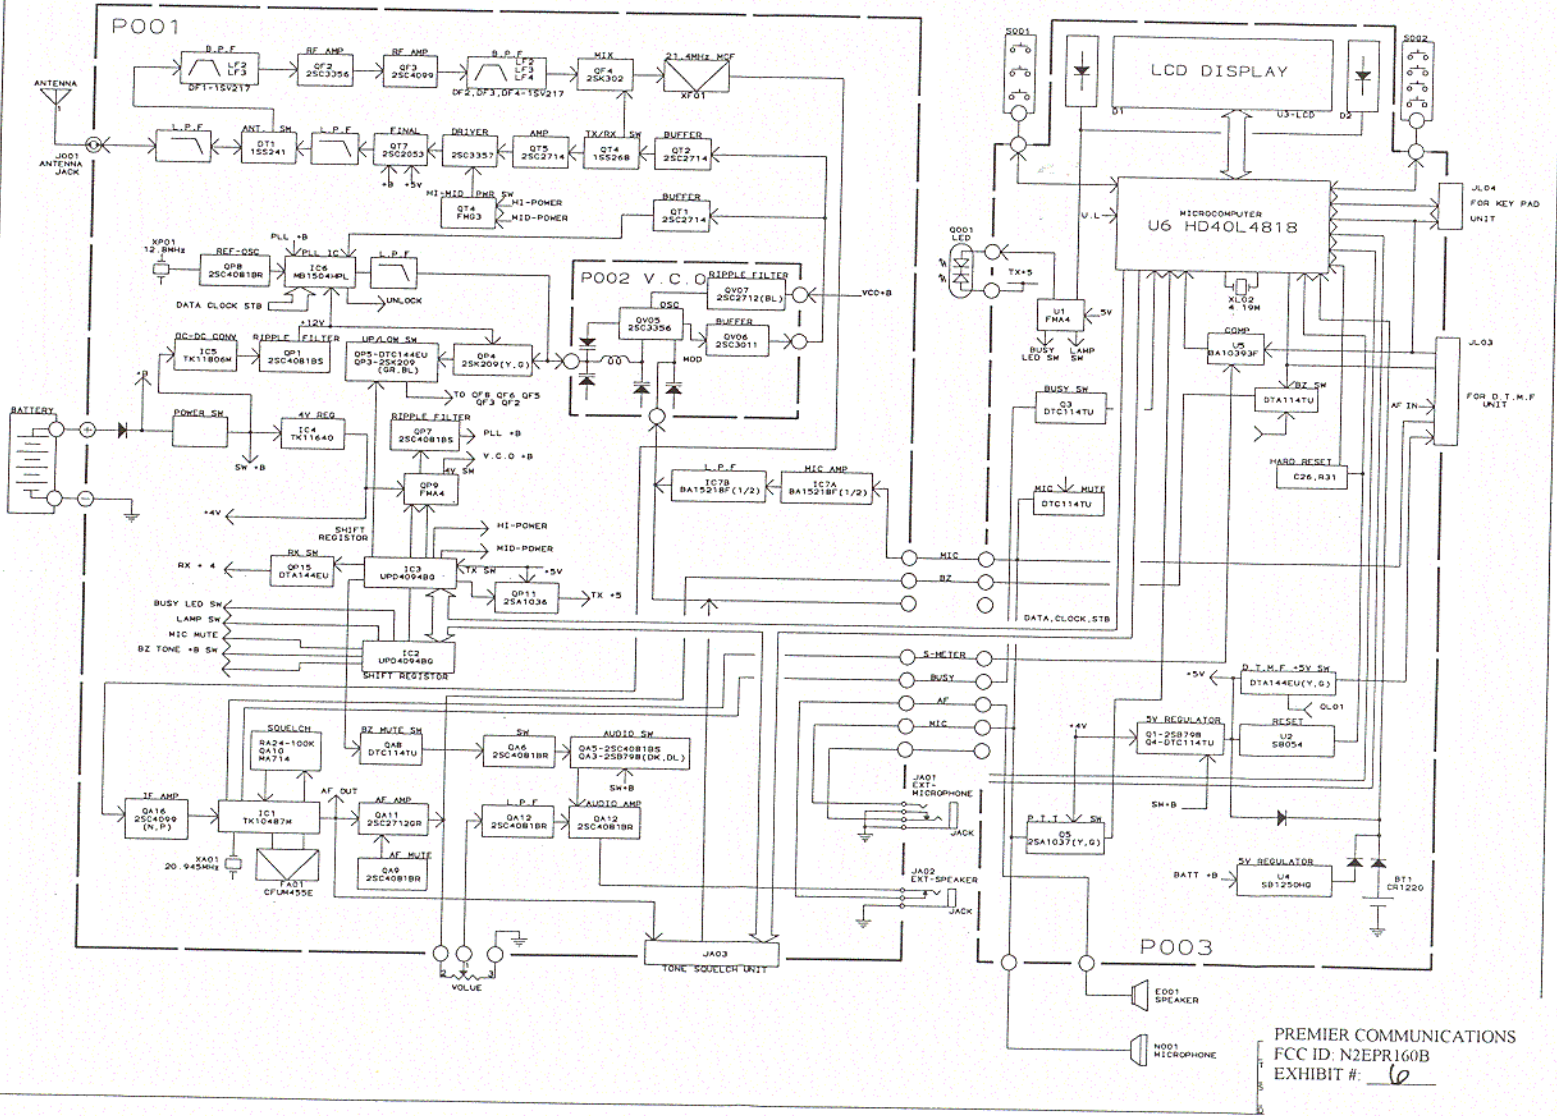 P001
B.P.F
LF2
LF3
DF1-1SV217
RF AMP
QF2
2SC3356
RF AMP
QF3
2SC4099
B.P.F
LF2
LF3
LF4
DF2,DF3,DF4-1SV217
MIX
QF4
2SK302
21.4MHz MCF
XF01
ANTENNA
1
J001
ANTENNA
JACK
L.P.F
ANT. SW
DT1
1SS241
L.P.F
FINAL
QT7
2SC2053
+B
+5V
DRIVER
2SC3357
AMP
QT5
2SC2714
TX/RX SW
QT4
1SS268
BUFFER
QT2
2SC2714
HI-MID PWR SW
QT4
FMG3
HI-POWER
MID-POWER
BUFFER
QT1
2SC2714
XP01
12.8MHz
REF-OSC
QP8
2SC4081BR
PLL +B
PLL IC
IC6
MB1504HPL
L.P.F
DATA CLOCK STB
UNLOCK
P002 V.C.O
RIPPLE FILTER
QV07
2SC2712(BL)
VCO+B
OSC
QV05
2SC3356
BUFFER
QV06
2SC3011
MOD
DC-DC CONV
IC5
TK11806M
RIPPLE FILTER
QP1
2SC4081BS
+12V
UP/LOW SW
QP5-DTC144EU
QP3-2SK209
(GR,BL)
QP4
2SK209(Y,G)
TO QF8 QF6 QF5
QF3 QF2
BATTERY
+B
POWER SW
SW +B
4V REG
IC4
TK11640
RIPPLE FILTER
QP7
2SC4081BS
PLL +B
V.C.O +B
4V SW
QP9
FMA4
+4V
L.P.F
IC7B
BA15218F(1/2)
MIC AMP
IC7A
BA15218F(1/2)
SHIFT
REGISTOR
HI-POWER
MID-POWER
RX + 4
RX SW
QP15
DTA144EU
IC3
UPD4094BG
TX SW
+5V
QP11
2SA1036
TX +5
BUSY LED SW
LAMP SW
MIC MUTE
BZ TONE +B SW
IC2
UPD4094BG
SHIFT REGISTOR
SQUELCH
RA24-100K
QA10
MA714
BZ MUTE SW
QA8
DTC114TU
SW
QA6
2SC4081BR
AUDIO SW
QA5-2SC4081BS
QA3-2SB798(DK,DL)
SW+B
IF AMP
QA16
2SC4099
(N,P)
IC1
TK10487M
AF OUT
AF AMP
QA11
2SC2712GR
L.P.F
QA12
2SC4081BR
AUDIO AMP
QA12
2SC4081BR
XA01
20.945MHz
FA01
CFUM455E
AF MUTE
QA9
2SC4081BR
2
1
3
VOLUE
JA03
TONE SQUELCH UNIT
MIC
BZ
DATA,CLOCK,STB
S-METER
BUSY
AF
MIC
JA01
EXT-
MICROPHONE
JACK
JA02
EXT-SPEAKER
JACK
S001
D1
LCD DISPLAY
U3-LCD
D2
S002
MICROCOMPUTER
U6 HD40L4818
V.L
JL04
FOR KEY PAD
UNIT
Q001
LED
TX+5
XL02
4.19M
U1
FMA4
5V
BUSY
LED SW
LAMP
SW
COMP
U5
BA10393F
JL03
FOR D.T.M.F
UNIT
AF IN
BUSY SW
Q3
DTC114TU
BZ SW
DTA114TU
HARD RESET
C26,R31
MIC MUTE
DTC114TU
+5V
D.T.M.F +5V SW
DTA144EU(Y,G)
QL01
+4V
5V REGULATOR
Q1-2SB798
Q4-DTC114TU
RESET
U2
S8054
SW+B
P.T.T SW
Q5
2SA1037(Y,G)
BATT +B
5V REGULATOR
U4
SB1250HG
BT1
CR1220
P003
E001
SPEAKER
N001
MICROPHONE
PREMIER COMMUNICATIONS
FCC ID: N2EPR160B
EXHIBIT #: 6